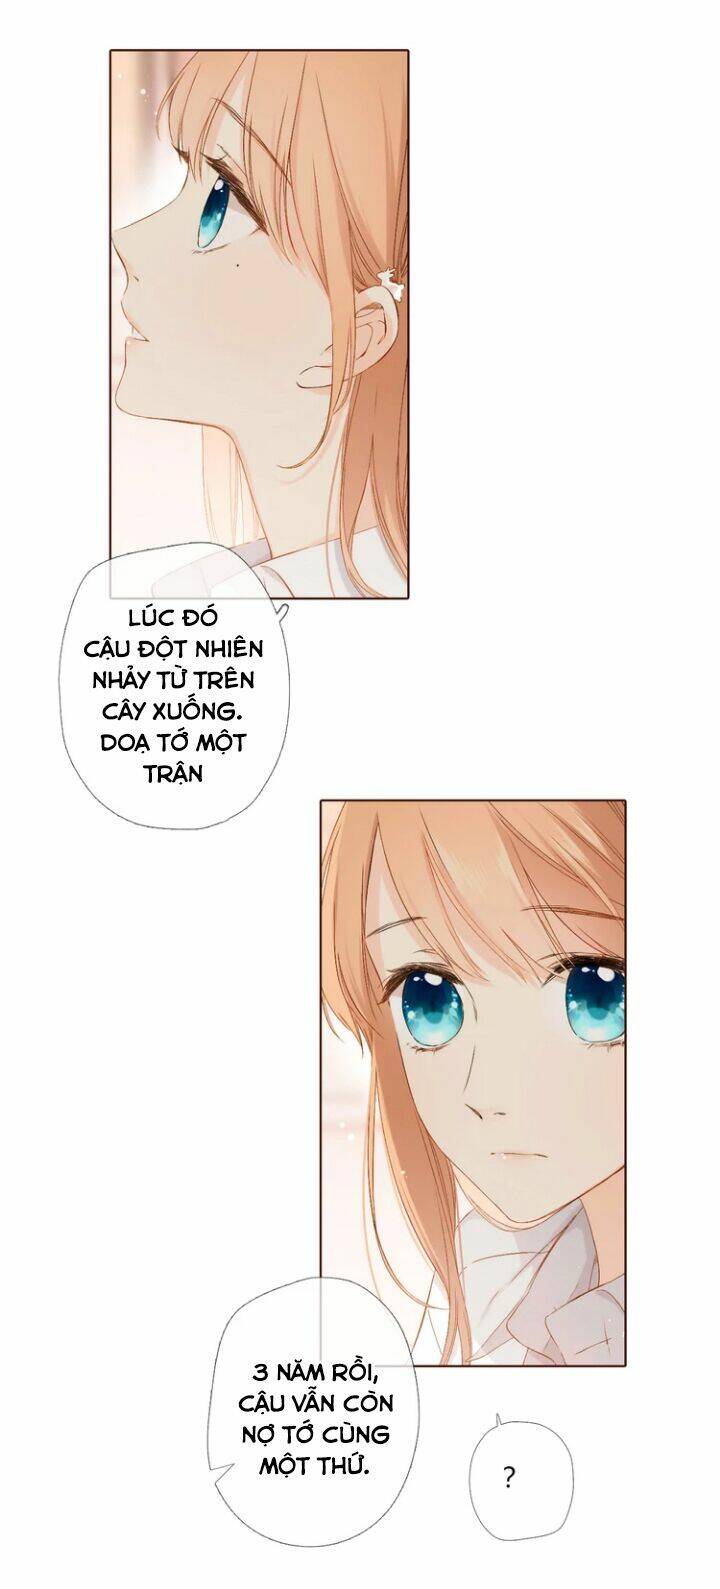 LÚC ĐÓ
CẬU ĐỘT NHIÊN
NHẢY TỪ TRÊN
CÂY XUỐNG.
DOẠ TỚ MỘT
TRẬN
3 NĂM RỒI,
CẬU VẪN CÒN
NỢ TỚ CÙNG
MỘT THỨ.
?